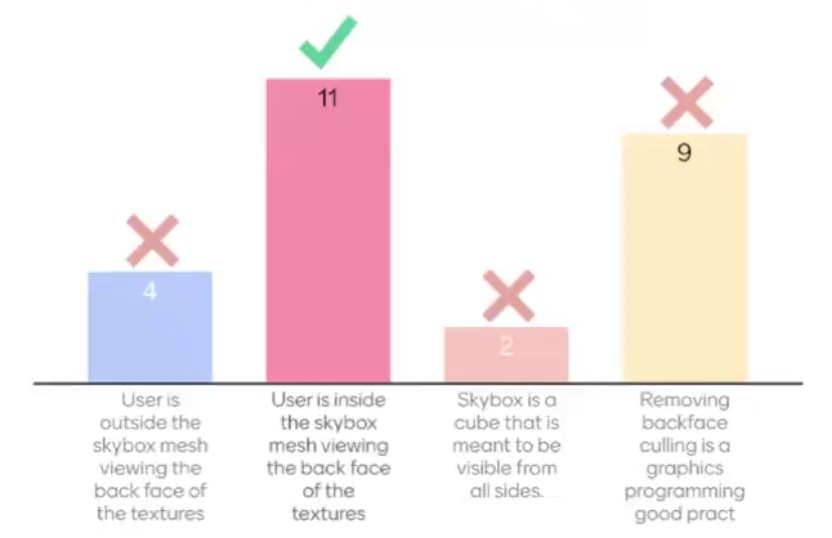 11
9
4
2
User is
outside the
skybox mesh
viewing the
back face of
the textures
User is inside
the skybox
mesh viewing
the back face
of the
textures
Skybox is a
cube that is
meant to be
visible from
all sides.
Removing
backface
culling is a
graphics
programming
good pract